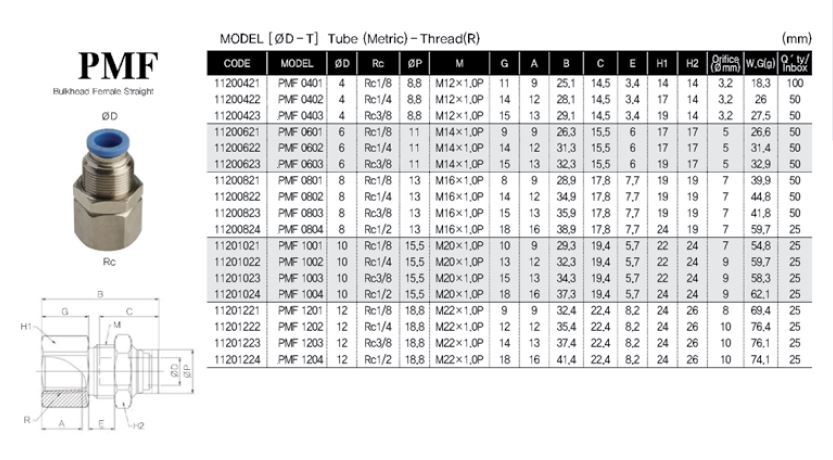 MODEL [ØD-T] Tube (Metric)-Thread(R) (mm)
PMF
Bulkhead Female Straight
ØD
Rc
CODE MODEL ØD Rc ØP M G A B C E H1 H2 Orifice (Ømm) W.G(g) Q´ty/Inbox
11200421 PMF 0401 4 Rc1/8 8,8 M12×1,0P 11 9 25,1 14,5 3,4 14 14 3,2 18,3 100
11200422 PMF 0402 4 Rc1/4 8,8 M12×1,0P 14 12 28,1 14,5 3,4 17 14 3,2 26 50
11200423 PMF 0403 4 Rc3/8 8,8 M12×1,0P 15 13 29,1 14,5 3,4 19 14 3,2 27,5 50
11200621 PMF 0601 6 Rc1/8 11 M14×1,0P 9 9 26,3 15,5 6 17 17 5 26,6 50
11200622 PMF 0602 6 Rc1/4 11 M14×1,0P 14 12 31,3 15,5 6 17 17 5 31,4 50
11200623 PMF 0603 6 Rc3/8 11 M14×1,0P 15 13 32,3 15,5 6 19 17 5 32,9 50
11200821 PMF 0801 8 Rc1/8 13 M16×1,0P 8 9 28,9 17,8 7,7 19 19 7 39,9 50
11200822 PMF 0802 8 Rc1/4 13 M16×1,0P 14 12 34,9 17,8 7,7 19 19 7 44,8 50
11200823 PMF 0803 8 Rc3/8 13 M16×1,0P 15 13 35,9 17,8 7,7 19 19 7 41,8 50
11200824 PMF 0804 8 Rc1/2 13 M16×1,0P 18 16 38,9 17,8 7,7 24 19 7 59,7 25
11201021 PMF 1001 10 Rc1/8 15,5 M20×1,0P 10 9 29,3 19,4 5,7 22 24 7 54,8 25
11201022 PMF 1002 10 Rc1/4 15,5 M20×1,0P 13 12 32,3 19,4 5,7 22 24 9 59,7 25
11201023 PMF 1003 10 Rc3/8 15,5 M20×1,0P 15 13 34,3 19,4 5,7 22 24 9 58,3 25
11201024 PMF 1004 10 Rc1/2 15,5 M20×1,0P 18 16 37,3 19,4 5,7 24 24 9 62,1 25
11201221 PMF 1201 12 Rc1/8 18,8 M22×1,0P 9 9 32,4 22,4 8,2 24 26 8 69,4 25
11201222 PMF 1202 12 Rc1/4 18,8 M22×1,0P 12 12 35,4 22,4 8,2 24 26 10 76,4 25
11201223 PMF 1203 12 Rc3/8 18,8 M22×1,0P 14 13 37,4 22,4 8,2 24 26 10 76,1 25
11201224 PMF 1204 12 Rc1/2 18,8 M22×1,0P 18 16 41,4 22,4 8,2 24 26 10 74,1 25
B
G C
H1 M
ØD ØP
R
A E H2